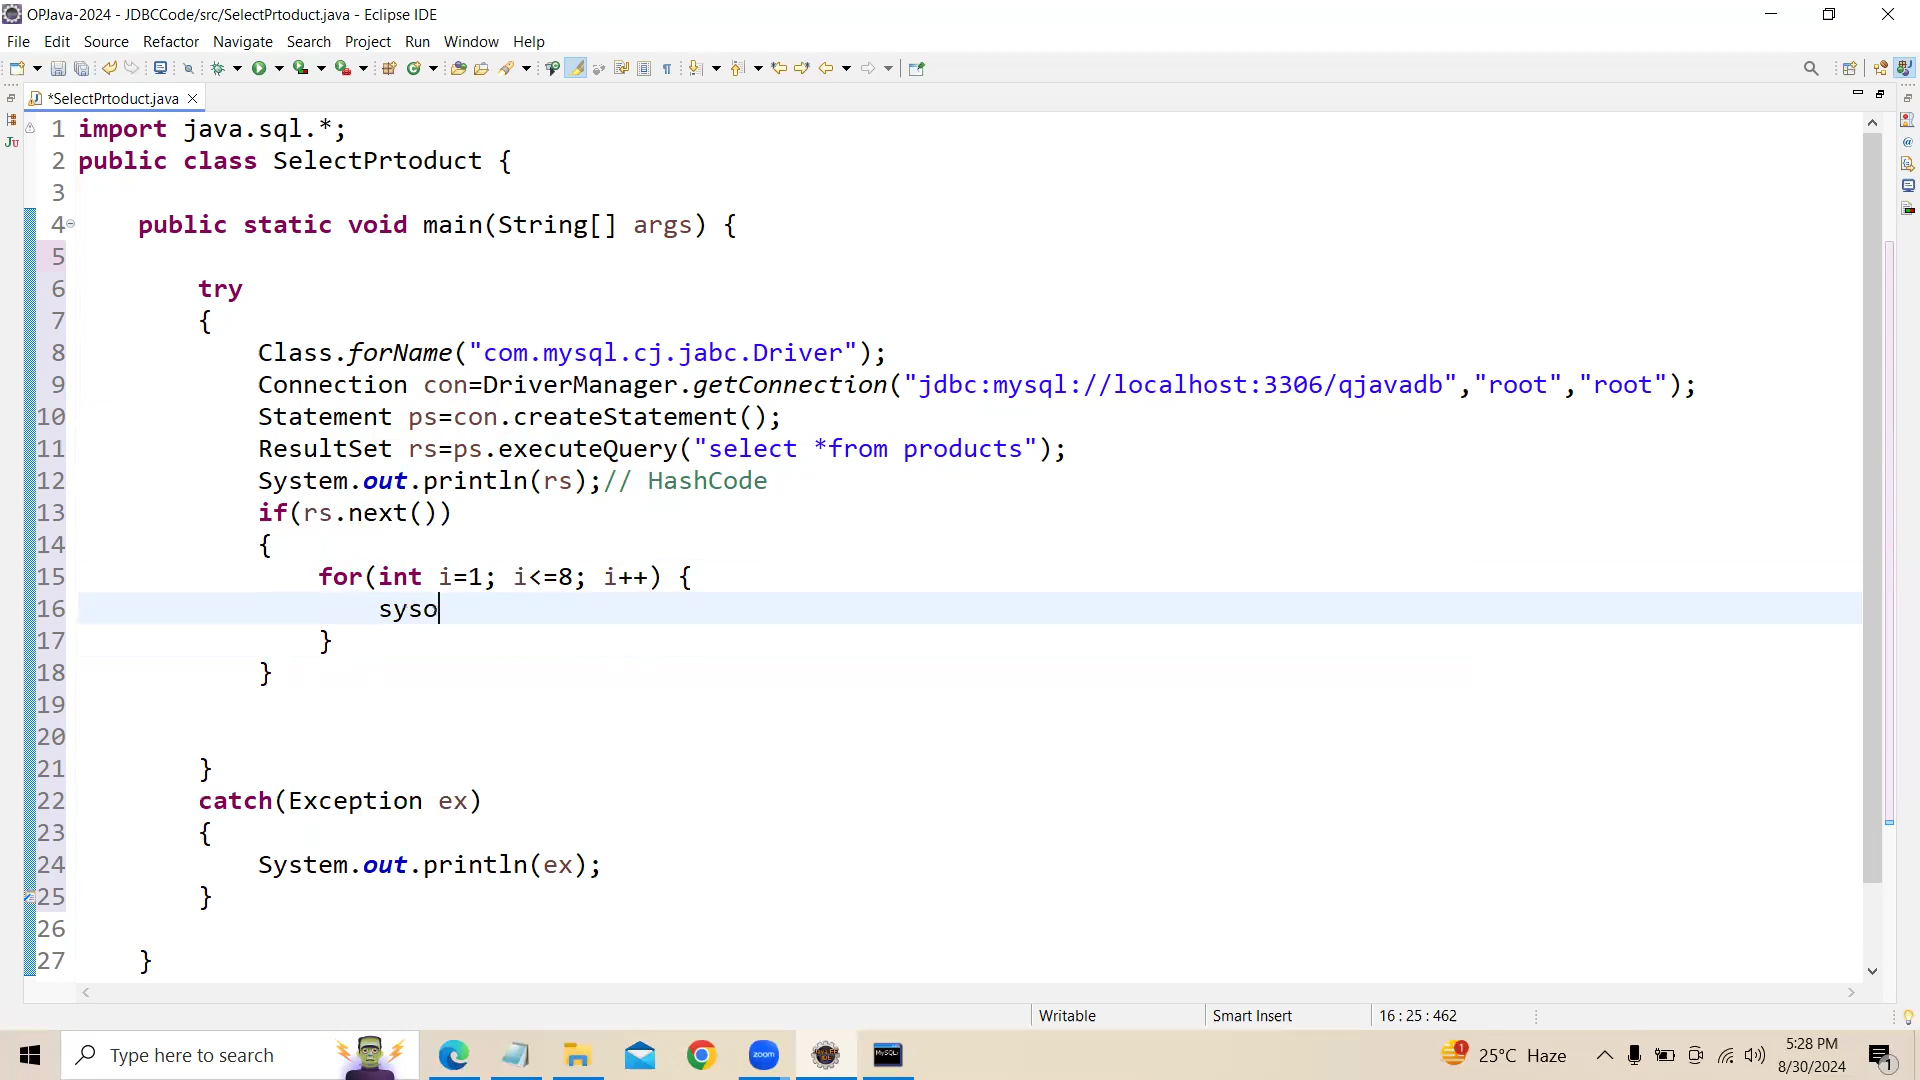 OPJava-2024 - JDBCCode/src/SelectPrtoduct.java - Eclipse IDE
File Edit Source Refactor Navigate Search Project Run Window Help
*SelectPrtoduct.java
1 import java.sql.*;
2 public class SelectPrtoduct {
3
4 public static void main(String[] args) {
5
6 try
7 {
8 Class.forName("com.mysql.cj.jabc.Driver");
9 Connection con=DriverManager.getConnection("jdbc:mysql://localhost:3306/qjavadb","root","root");
10 Statement ps=con.createStatement();
11 ResultSet rs=ps.executeQuery("select *from products");
12 System.out.println(rs);// HashCode
13 if(rs.next())
14 {
15 for(int i=1; i<=8; i++) {
16 syso
17 }
18 }
19
20
21 }
22 catch(Exception ex)
23 {
24 System.out.println(ex);
25 }
26
27 }
Writable Smart Insert 16 : 25 : 462
Type here to search
zoom
MySQL
1
25°C Haze
5:28 PM
8/30/2024
1